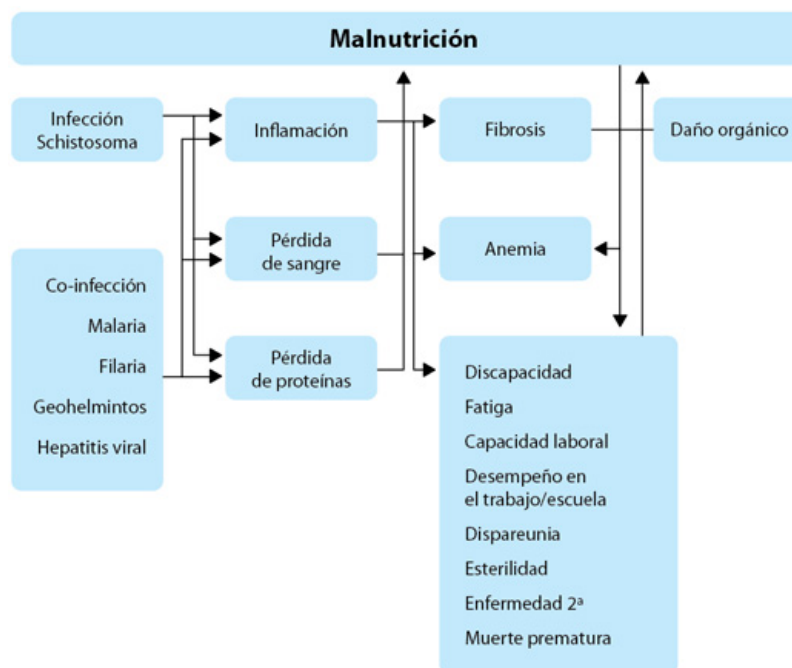 Malnutrición
Infección
Schistosoma
Inflamación
Fibrosis
Daño orgánico
Pérdida
de sangre
Anemia
Co-infección
Malaria
Filaria
Geohelmintos
Hepatitis viral
Pérdida
de proteínas
Discapacidad
Fatiga
Capacidad laboral
Desempeño en
el trabajo/escuela
Dispareunia
Esterilidad
Enfermedad 2ª
Muerte prematura